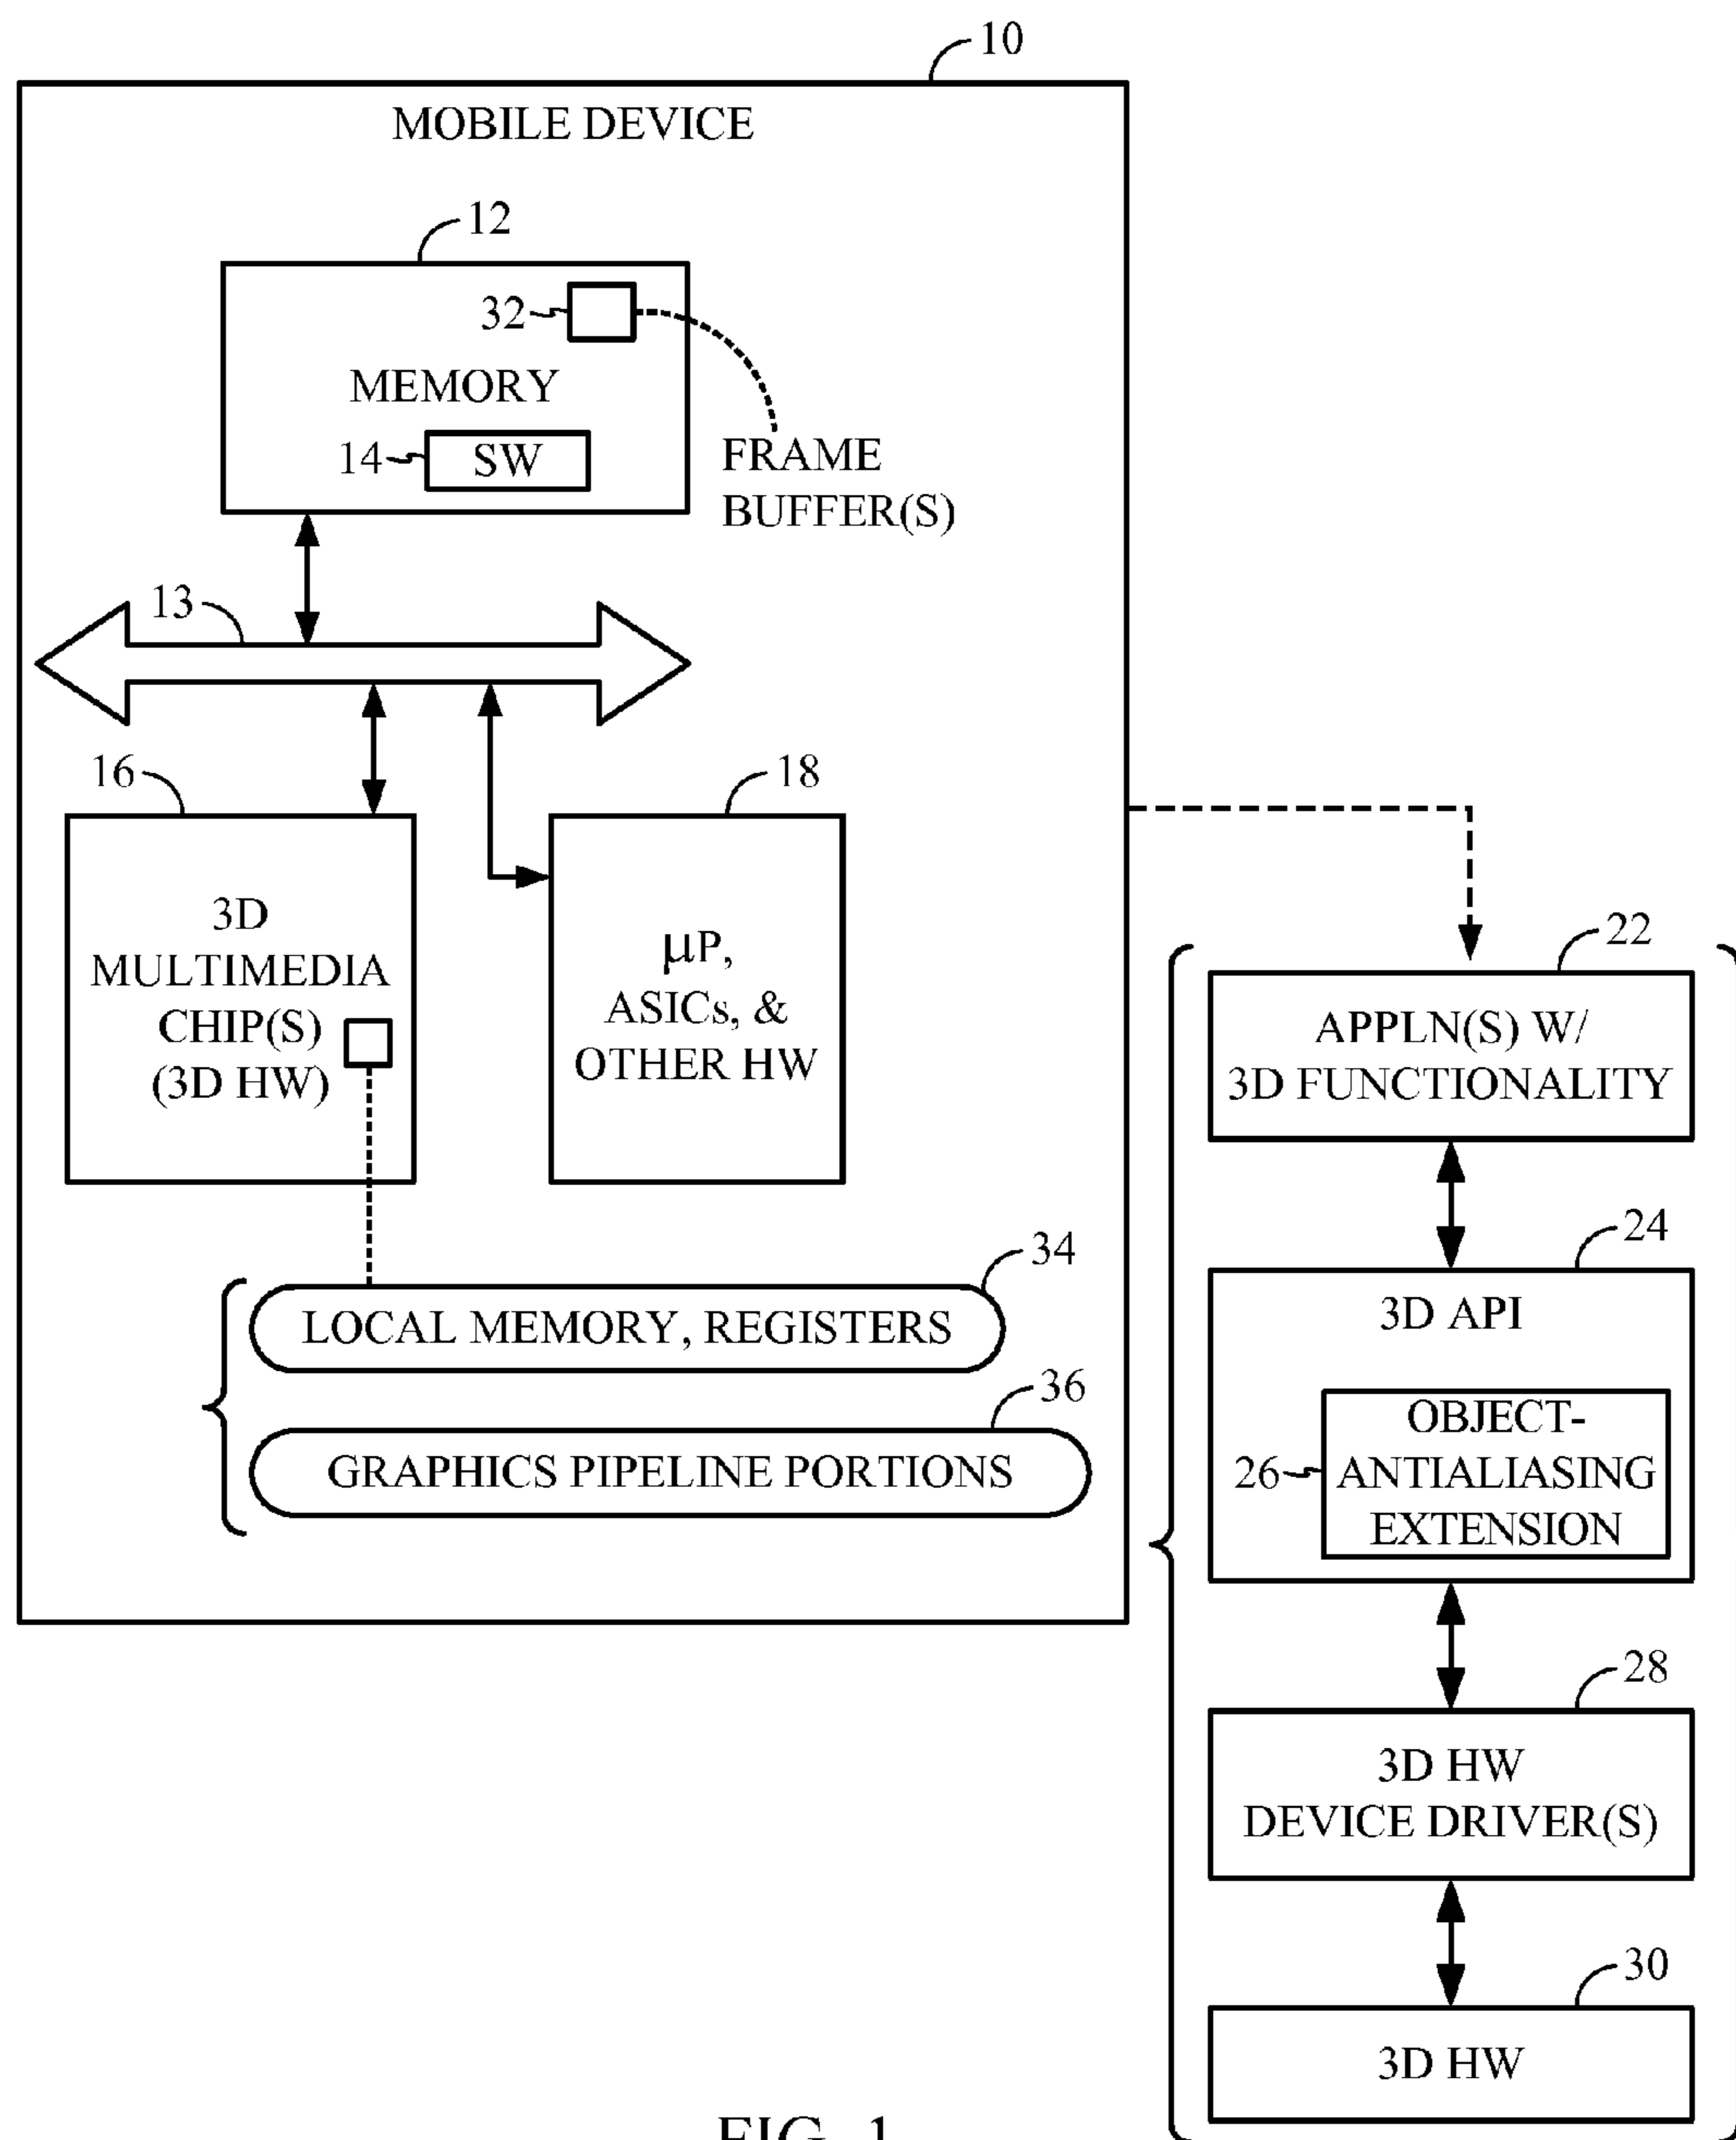 10
MOBILE DEVICE
12
32
MEMORY
14
SW
FRAME
BUFFER(S)
13
16
18
3D
MULTIMEDIA
CHIP(S)
(3D HW)
µP,
ASICs, &
OTHER HW
34
LOCAL MEMORY, REGISTERS
36
GRAPHICS PIPELINE PORTIONS
22
APPLN(S) W/
3D FUNCTIONALITY
24
3D API
26
OBJECT-
ANTIALIASING
EXTENSION
28
3D HW
DEVICE DRIVER(S)
30
3D HW
FIG. 1